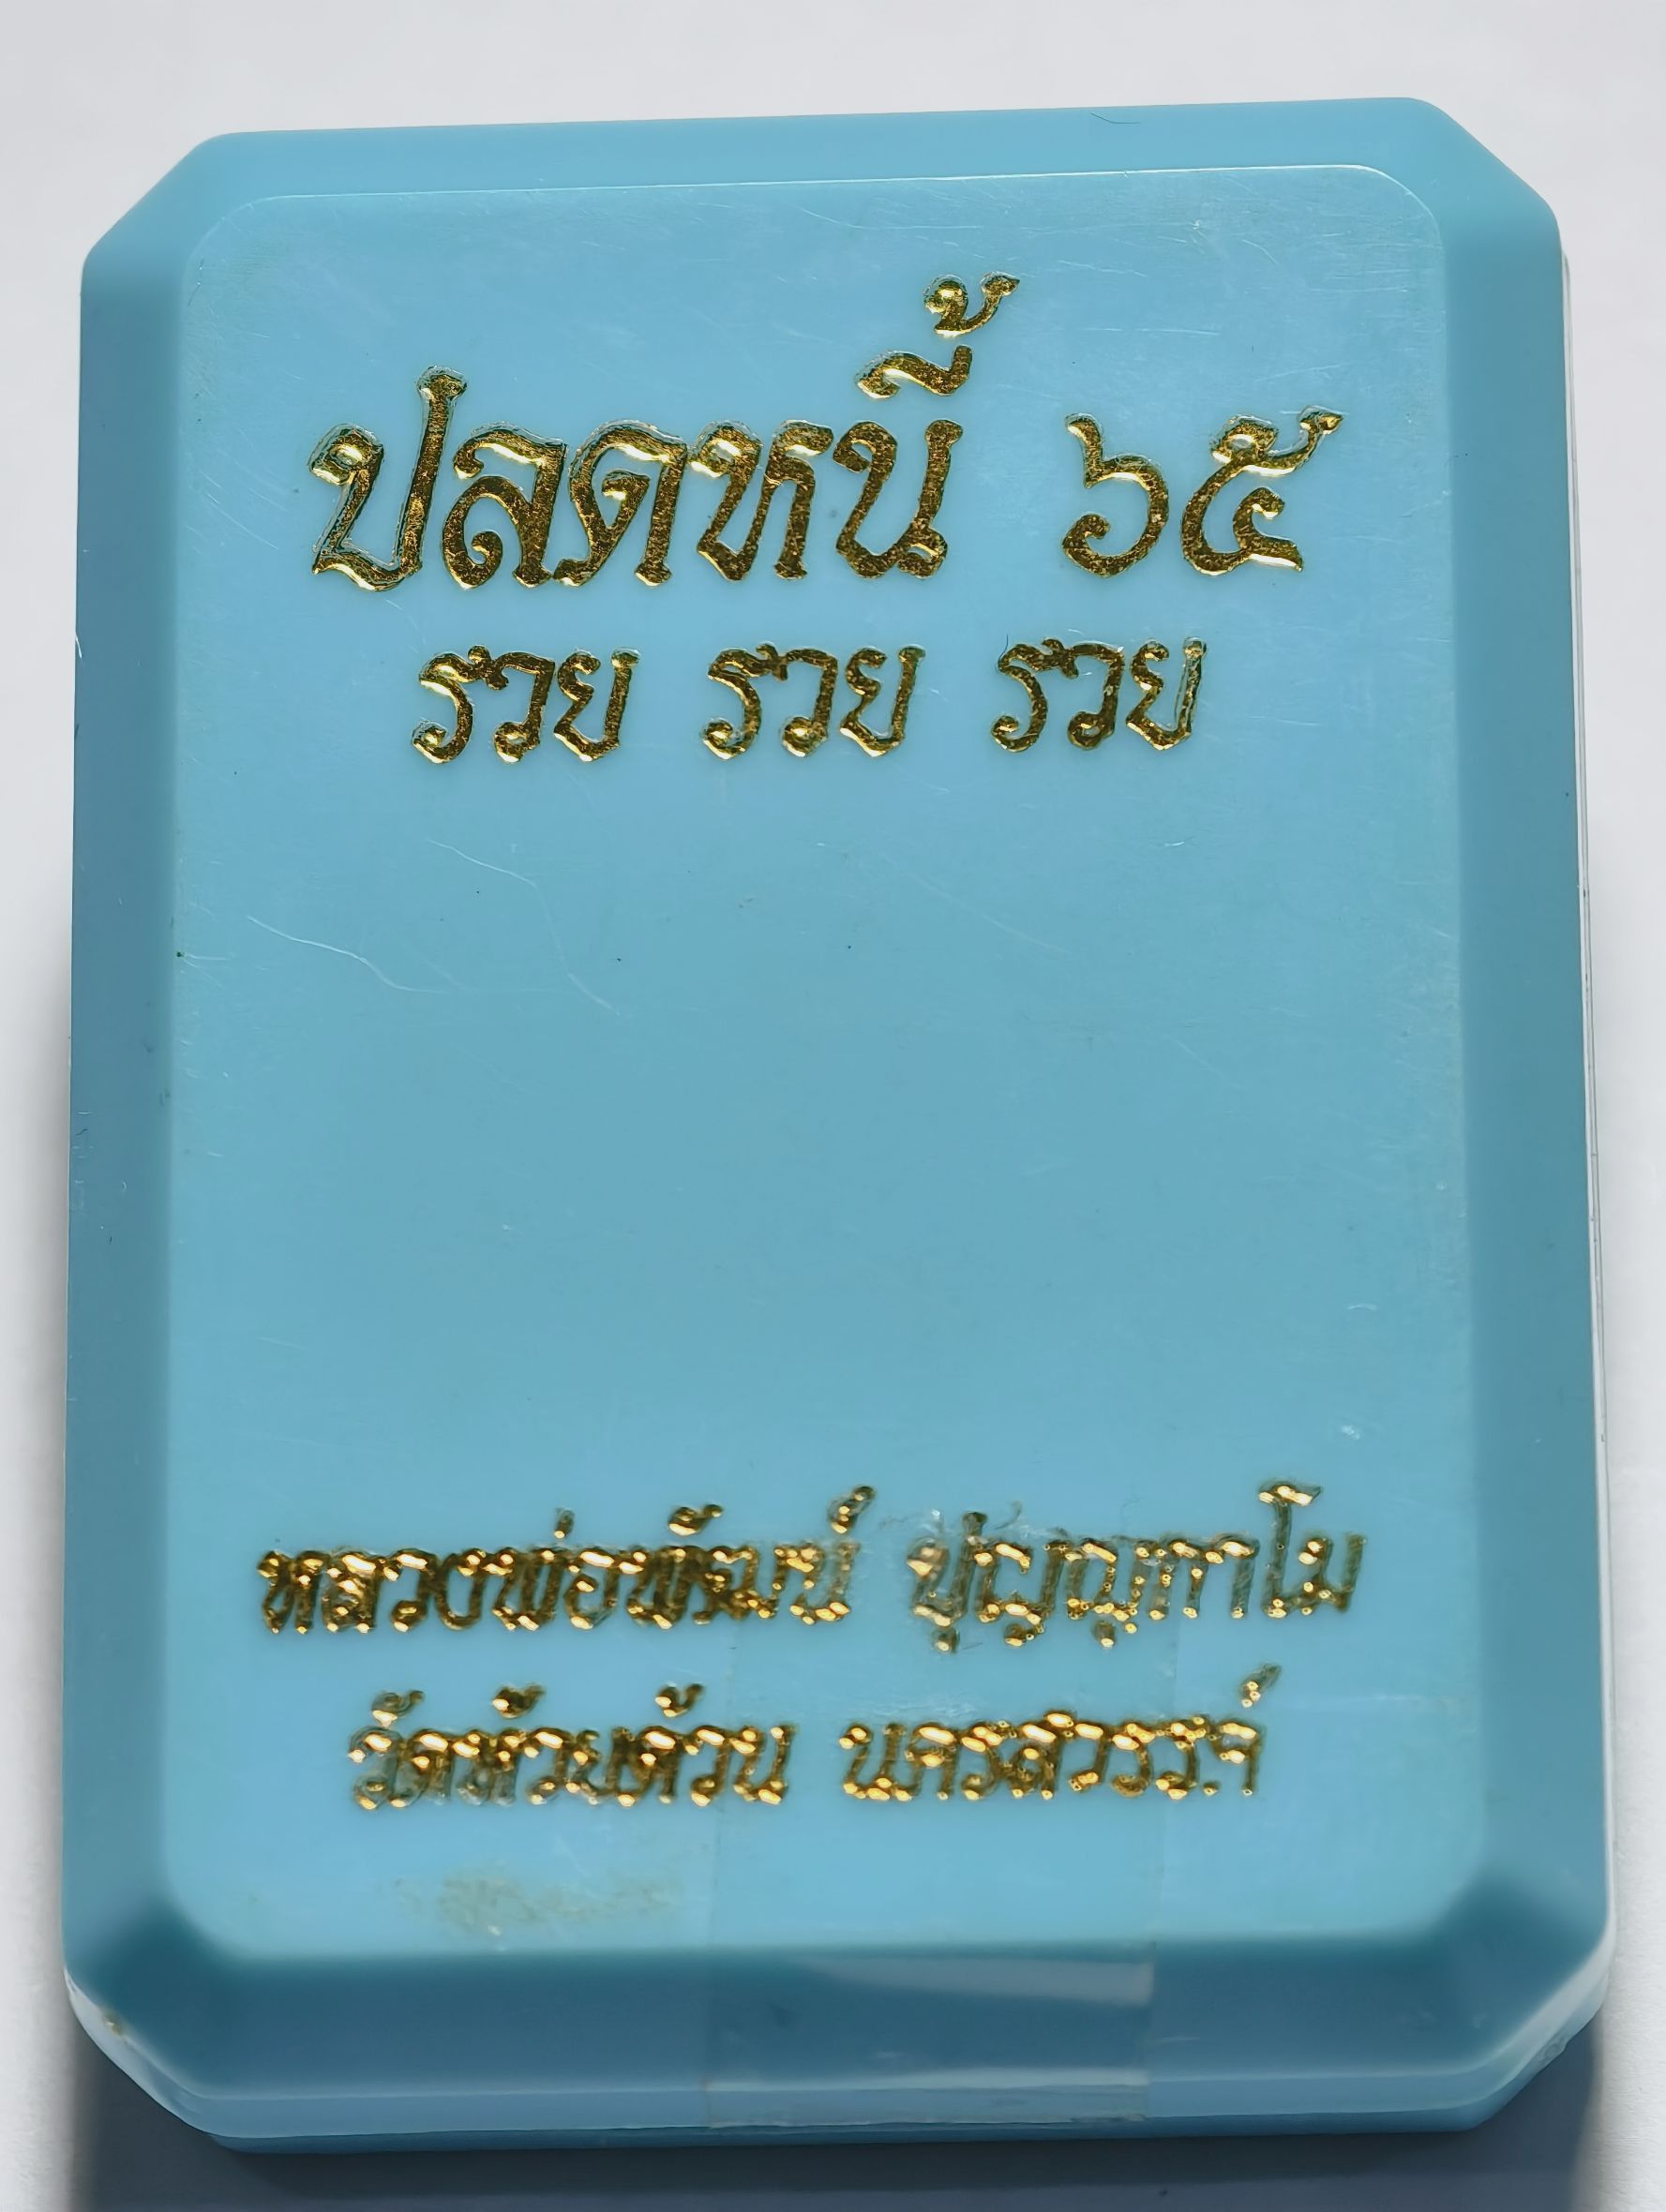 ปลดหนี้ ๖๕
รวย รวย รวย
หลวงพ่อพัฒน์ ปุญญกาโม
วัดห้วยด้วน นครสวรรค์